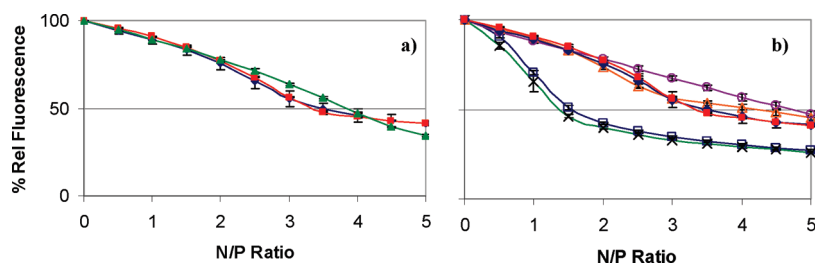 a)
b)
% Rel Fluorescence
100
50
0
0 1 2 3 4 5
0 1 2 3 4 5
N/P Ratio
N/P Ratio